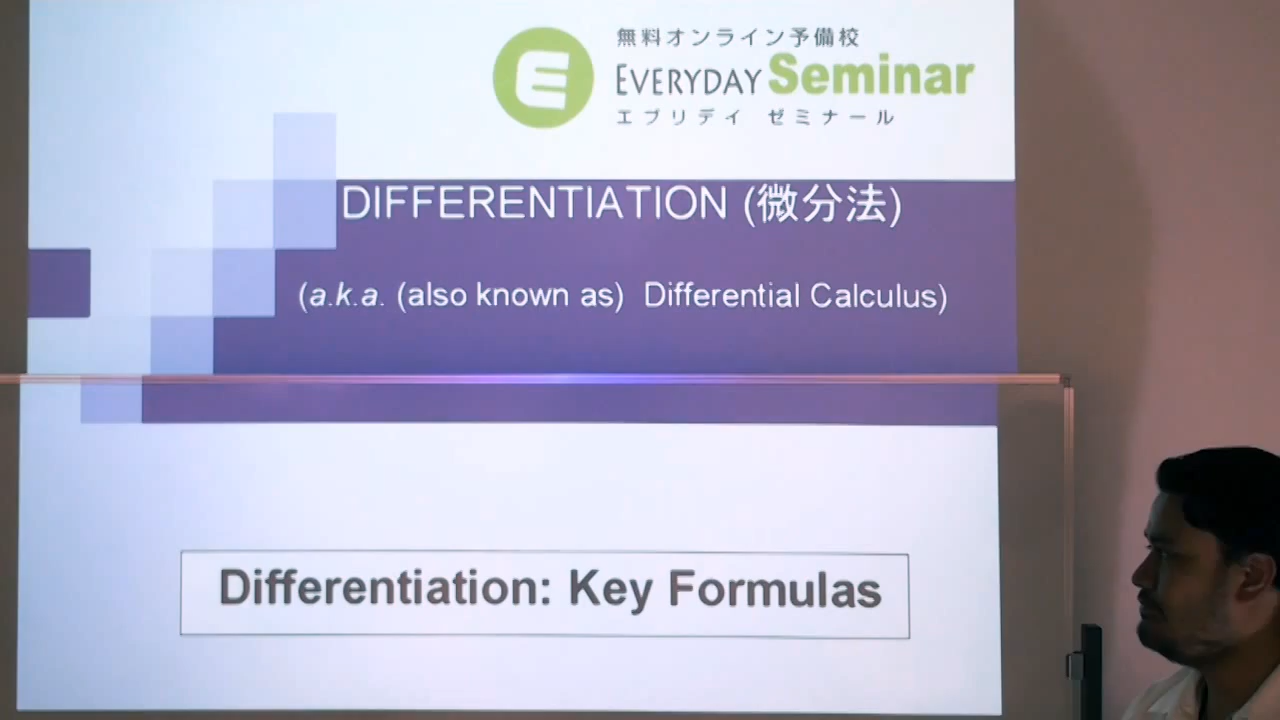 無料オンライン予備校
EVERYDAY Seminar
エブリデイ ゼミナール
DIFFERENTIATION (微分法)
(a.k.a. (also known as) Differential Calculus)
Differentiation: Key Formulas